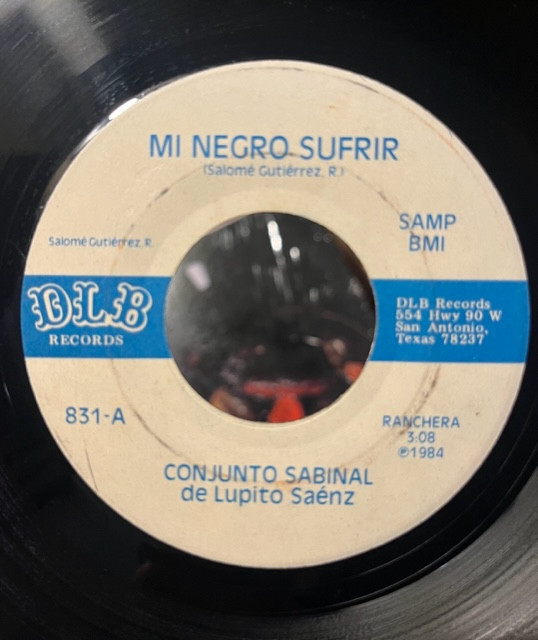 MI NEGRO SUFRIR
(Salomé Gutiérrez. R.)
SAMP
BMI
Salomé Gutiérrez. R
DLB
RECORDS
DLB Records
554 Hwy 90 W
San Antonio,
Texas 78237
831-A
RANCHERA
3:08
℗1984
CONJUNTO SABINAL
de Lupito Saénz